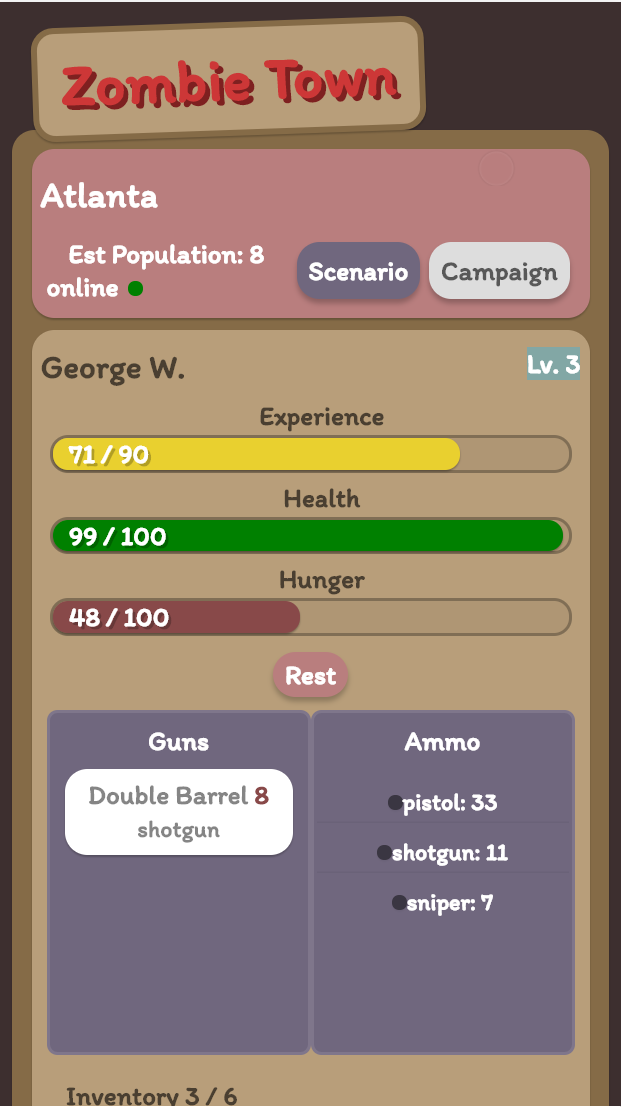 Zombie Town
Atlanta
Est Population: 8
online
Scenario
Campaign
George W.
Lv. 3
Experience
71 / 90
Health
99 / 100
Hunger
48 / 100
Rest
Guns
Double Barrel 8
shotgun
Ammo
pistol: 33
shotgun: 11
sniper: 7
Inventory 3 / 6